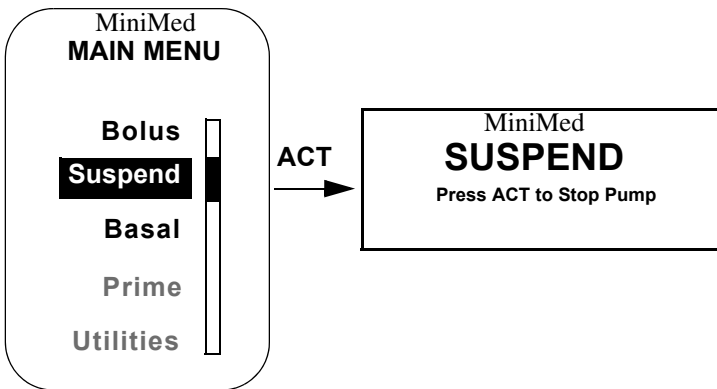 MiniMed
MAIN MENU
Bolus
Suspend
Basal
Prime
Utilities
ACT
MiniMed
SUSPEND
Press ACT to Stop Pump